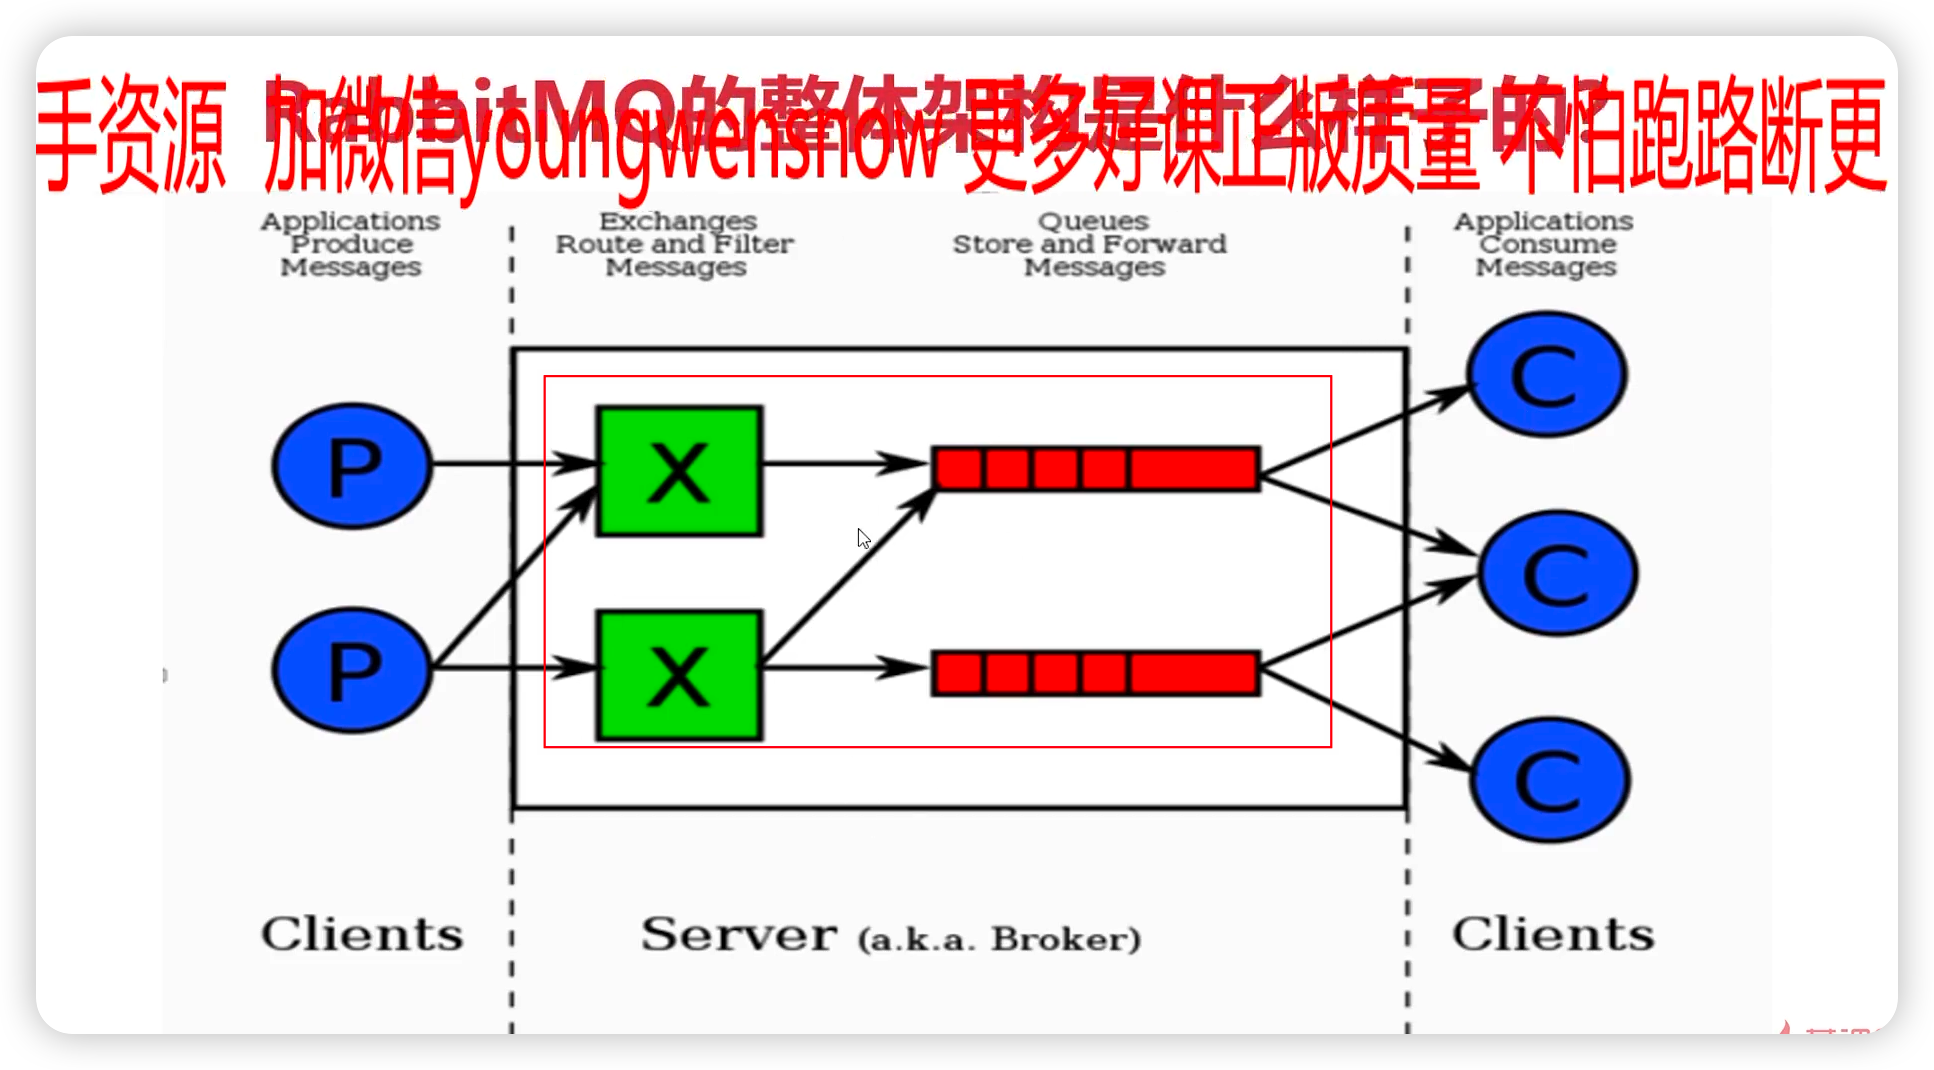 RabbitMQ的整体架构是什么样子的?
手资源 加微信youngwenshow 更多好课正版质量 不怕跑路断更
Applications
Produce
Messages
Exchanges
Route and Filter
Messages
Queues
Store and Forward
Messages
Applications
Consume
Messages
P
X
C
P
X
C
C
Clients
Server (a.k.a. Broker)
Clients